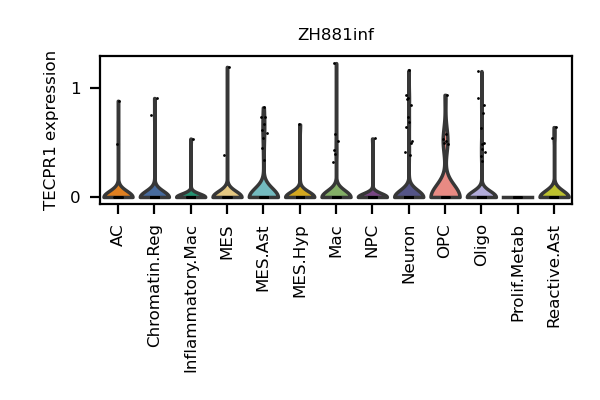 ZH881inf
TECPR1 expression
1
0
AC
Chromatin.Reg
Inflammatory.Mac
MES
MES.Ast
MES.Hyp
Mac
NPC
Neuron
OPC
Oligo
Prolif.Metab
Reactive.Ast